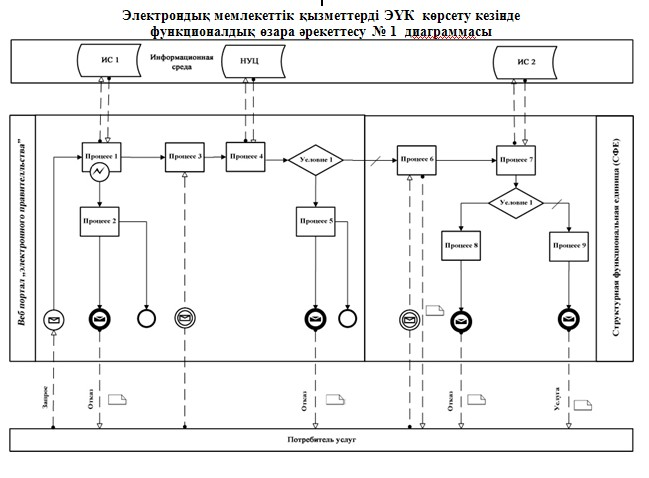 Электрондық мемлекеттік қызметтерді ЭҮК көрсету кезінде
функционалдық өзара әрекеттесу № 1 диаграммасы
ИС 1
Информационная
среда
НУЦ
ИС 2
Веб портал „электронного правительства”
Процесс 1
Процесс 3
Процесс 4
Условие 1
Процесс 6
Процесс 7
Процесс 2
Процесс 5
Условие 1
Процесс 8
Процесс 9
Структурная функциональная единица (СФЕ)
Запрос
Отказ
Отказ
Отказ
Услуга
Потребитель услуг